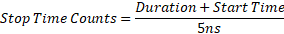 Stop Time Counts = (Duration + Start Time) / 5ns